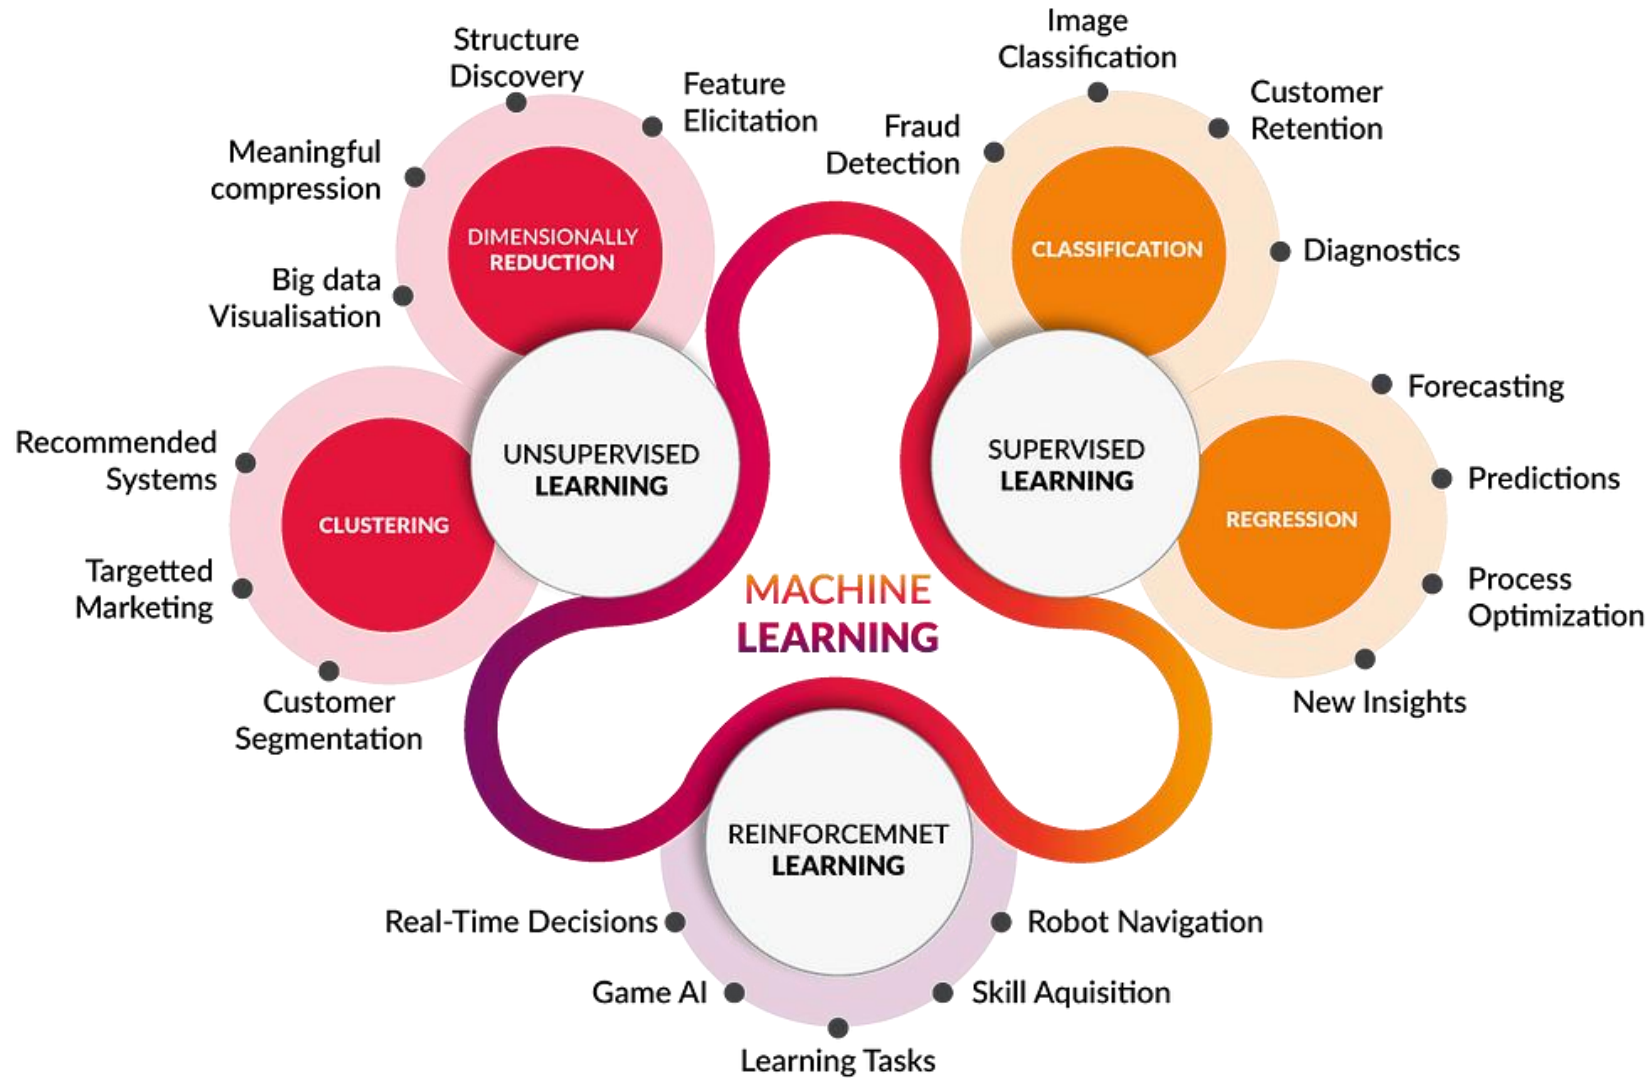 Structure
Discovery
Feature
Elicitation
Meaningful
compression
Big data
Visualisation
DIMENSIONALLY
REDUCTION
Recommended
Systems
Targetted
Marketing
Customer
Segmentation
CLUSTERING
UNSUPERVISED
LEARNING
Image
Classification
Fraud
Detection
Customer
Retention
Diagnostics
CLASSIFICATION
SUPERVISED
LEARNING
Forecasting
Predictions
Process
Optimization
New Insights
REGRESSION
MACHINE
LEARNING
REINFORCEMNET
LEARNING
Real-Time Decisions
Game AI
Learning Tasks
Skill Aquisition
Robot Navigation